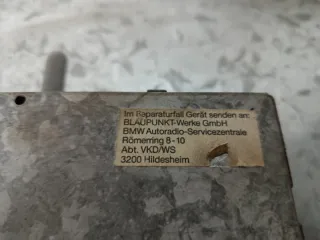 Im Reparaturfall Gerät senden an:
BLAUPUNKT-Werke GmbH
BMW Autoradio-Servicezentrale
Römerring 8-10
Abt. VKD/WS
3200 Hildesheim